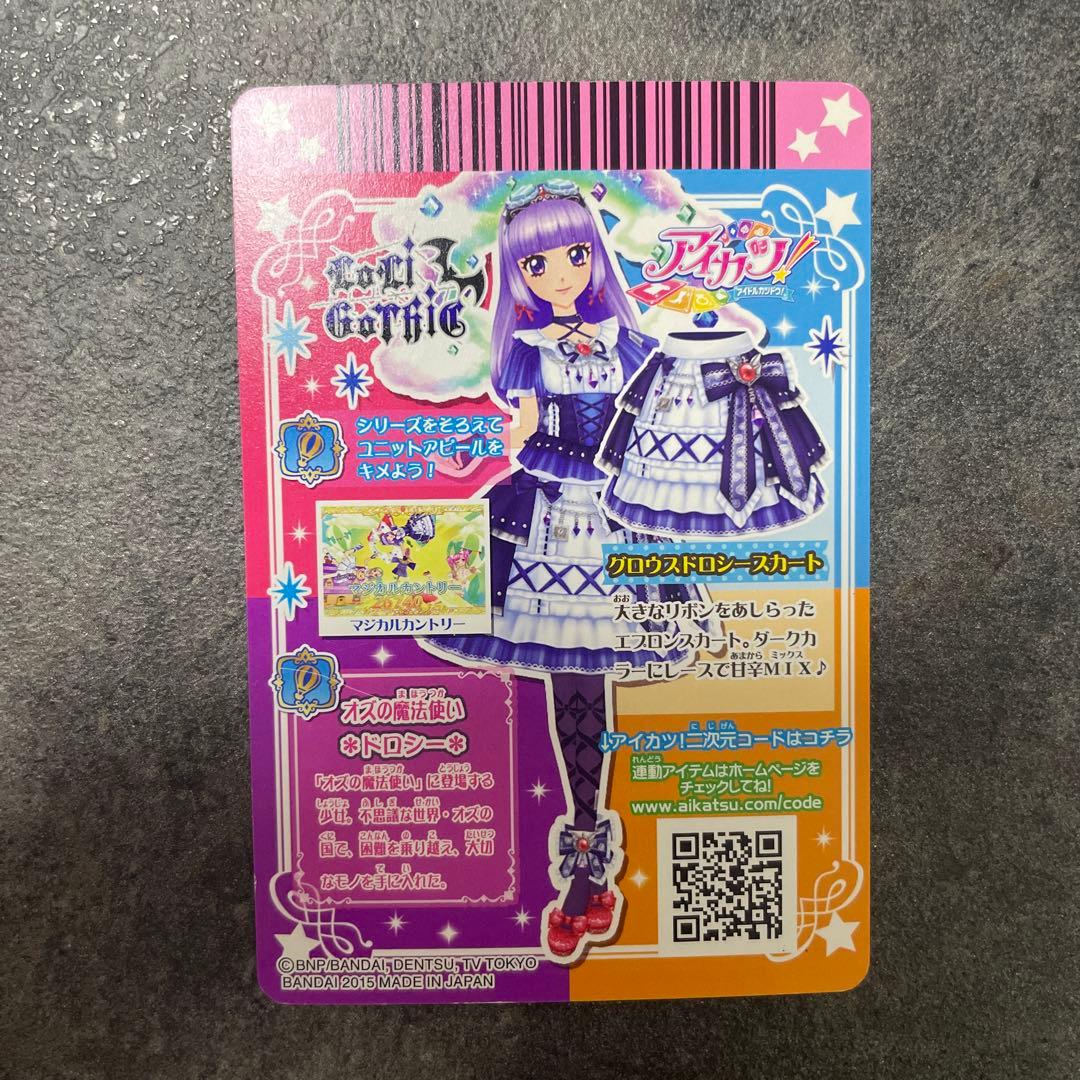 LoLi
GoThiC
アイカツ!
アイドルカツドウ!
シリーズをそろえて
ユニットアピールを
キメよう!
マジカルカントリー
マジカルカントリー
グロウスドロシースカート
大きなリボンをあしらった
エプロンスカート。ダークカ
ラーにレースで甘辛MIX♪
オズの魔法使い
*ドロシー*
「オズの魔法使い」に登場する
少女。不思議な世界・オズの
国で、困難を乗り越え、大切
なモノを手に入れた。
↓アイカツ!二次元コードはコチラ
連動アイテムはホームページを
チェックしてね!
www.aikatsu.com/code
©BNP/BANDAI, DENTSU, TV TOKYO
BANDAI 2015 MADE IN JAPAN